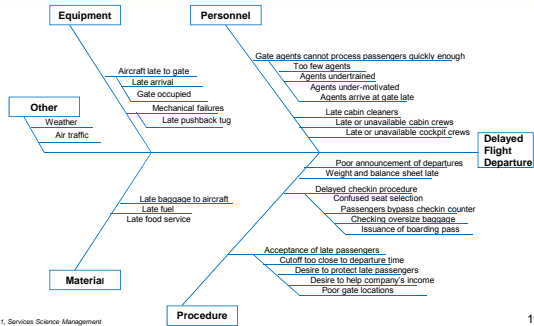 Equipment
Personnel
Gate agents cannot process passengers quickly enough
Too few agents
Agents undertrained
Agents under-motivated
Agents arrive at gate late
Aircraft late to gate
Late arrival
Gate occupied
Mechanical failures
Late pushback tug
Other
Weather
Air traffic
Late cabin cleaners
Late or unavailable cabin crews
Late or unavailable cockpit crews
Delayed
Flight
Departure
Poor announcement of departures
Weight and balance sheet late
Delayed checkin procedure
Confused seat selection
Passengers bypass checkin counter
Checking oversize baggage
Issuance of boarding pass
Late baggage to aircraft
Late fuel
Late food service
Acceptance of late passengers
Cutoff too close to departure time
Desire to protect late passengers
Desire to help company's income
Poor gate locations
Material
Procedure
1, Services Science Management